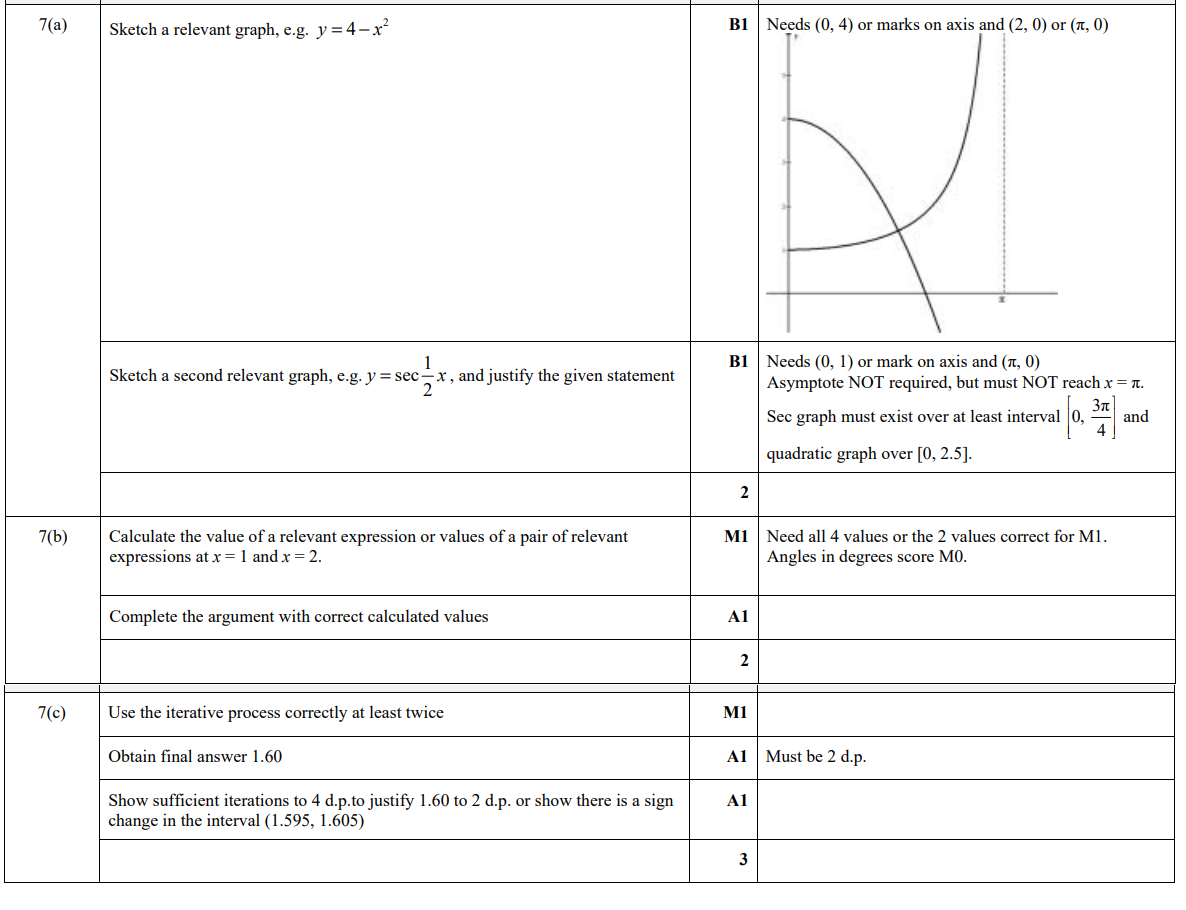 7(a)
Sketch a relevant graph, e.g. y = 4 – x²
B1
Needs (0, 4) or marks on axis and (2, 0) or (π, 0)
π
Sketch a second relevant graph, e.g. y = sec 1/2 x, and justify the given statement
B1
Needs (0, 1) or mark on axis and (π, 0)
Asymptote NOT required, but must NOT reach x = π.
Sec graph must exist over at least interval [0, 3π/4] and
quadratic graph over [0, 2.5].
2
7(b)
Calculate the value of a relevant expression or values of a pair of relevant
expressions at x = 1 and x = 2.
M1
Need all 4 values or the 2 values correct for M1.
Angles in degrees score M0.
Complete the argument with correct calculated values
A1
2
7(c)
Use the iterative process correctly at least twice
M1
Obtain final answer 1.60
A1
Must be 2 d.p.
Show sufficient iterations to 4 d.p.to justify 1.60 to 2 d.p. or show there is a sign
change in the interval (1.595, 1.605)
A1
3